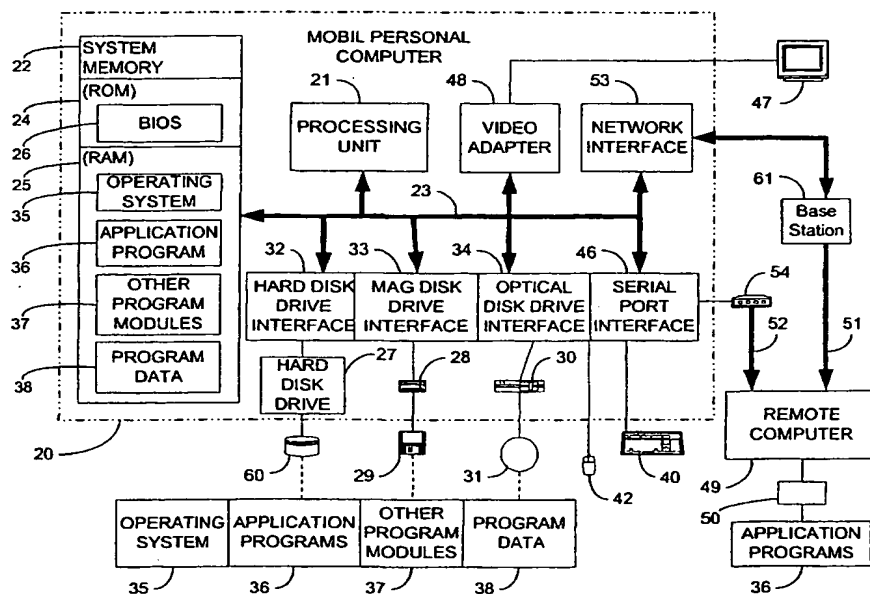 MOBIL PERSONAL
COMPUTER
SYSTEM
MEMORY
22
(ROM)
24
BIOS
26
(RAM)
25
OPERATING
SYSTEM
35
APPLICATION
PROGRAM
36
OTHER
PROGRAM
MODULES
37
PROGRAM
DATA
38
21
PROCESSING
UNIT
48
VIDEO
ADAPTER
53
NETWORK
INTERFACE
47
23
61
Base
Station
32
HARD DISK
DRIVE
INTERFACE
33
MAG DISK
DRIVE
INTERFACE
34
OPTICAL
DISK DRIVE
INTERFACE
46
SERIAL
PORT
INTERFACE
54
52
51
27
HARD
DISK
DRIVE
28
30
20
60
29
31
42
40
REMOTE
COMPUTER
49
50
APPLICATION
PROGRAMS
36
OPERATING
SYSTEM
35
APPLICATION
PROGRAMS
36
OTHER
PROGRAM
MODULES
37
PROGRAM
DATA
38